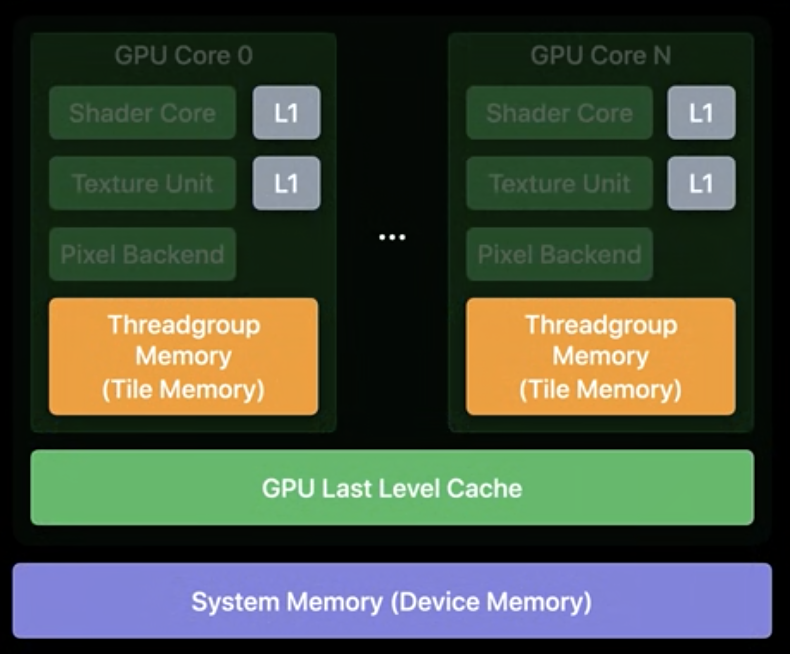 GPU Core 0
Shader Core
L1
Texture Unit
L1
Pixel Backend
Threadgroup
Memory
(Tile Memory)
...
GPU Core N
Shader Core
L1
Texture Unit
L1
Pixel Backend
Threadgroup
Memory
(Tile Memory)
GPU Last Level Cache
System Memory (Device Memory)